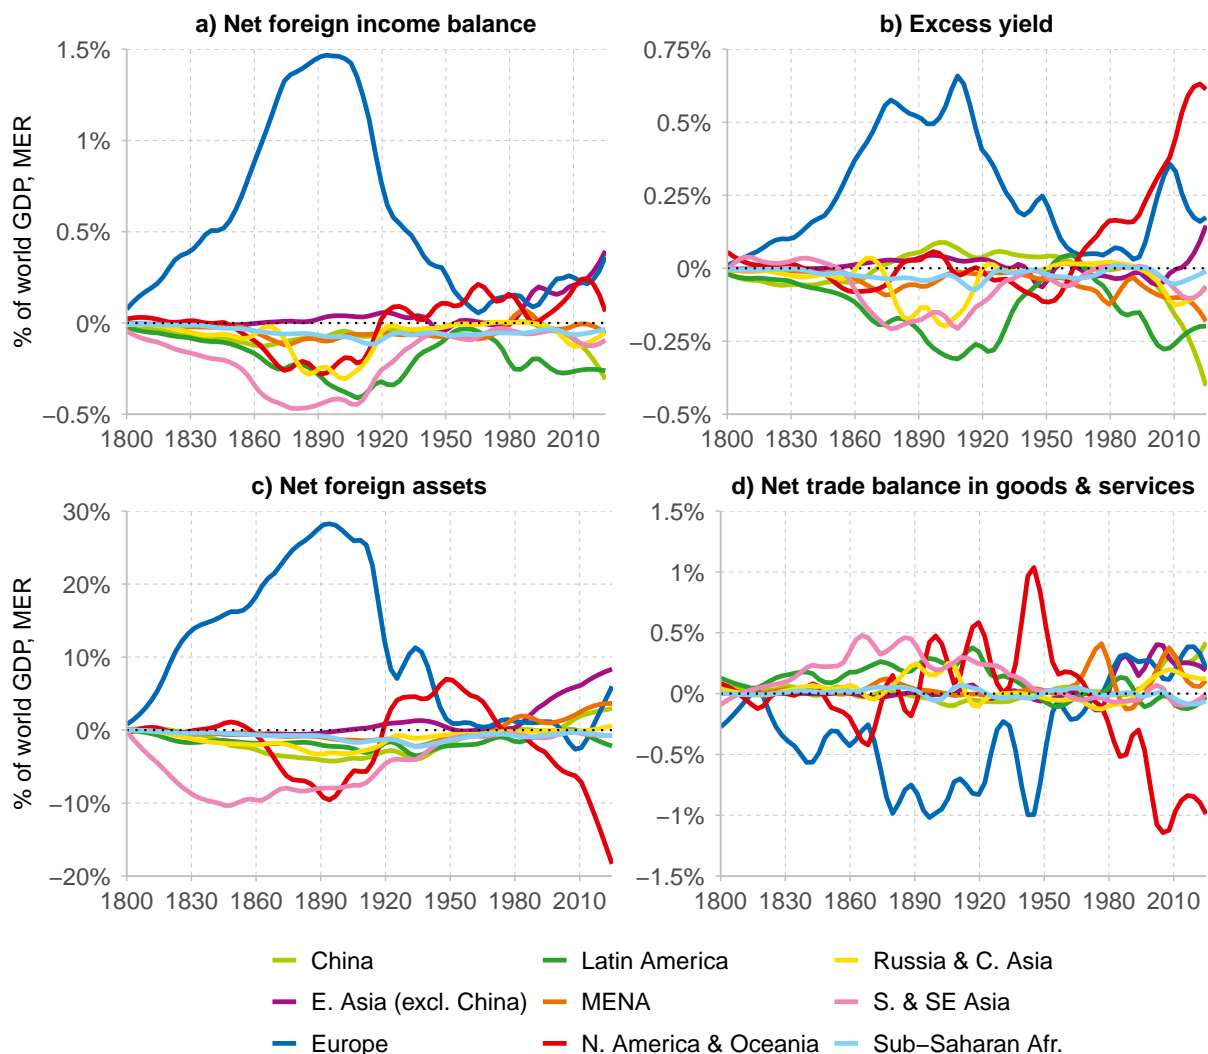 a) Net foreign income balance
b) Excess yield
% of world GDP, MER
1.5%
1%
0.5%
0%
−0.5%
1800 1830 1860 1890 1920 1950 1980 2010
0.75%
0.5%
0.25%
0%
−0.25%
−0.5%
1800 1830 1860 1890 1920 1950 1980 2010
c) Net foreign assets
d) Net trade balance in goods & services
% of world GDP, MER
30%
20%
10%
0%
−10%
−20%
1800 1830 1860 1890 1920 1950 1980 2010
1.5%
1%
0.5%
0%
−0.5%
−1%
−1.5%
1800 1830 1860 1890 1920 1950 1980 2010
China
Latin America
Russia & C. Asia
E. Asia (excl. China)
MENA
S. & SE Asia
Europe
N. America & Oceania
Sub−Saharan Afr.